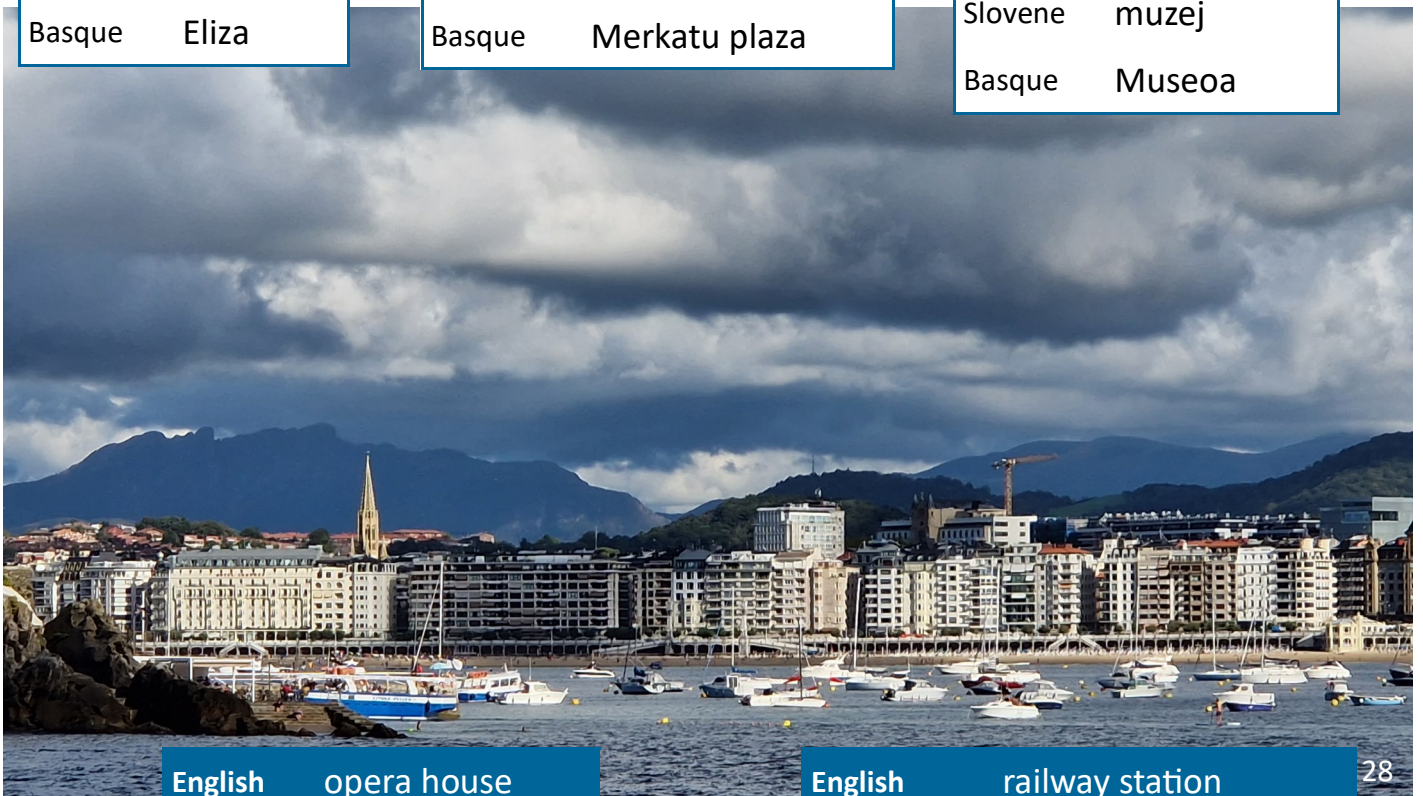 Basque Eliza
Basque Merkatu plaza
Slovene muzej
Basque Museoa
English opera house
English railway station
28